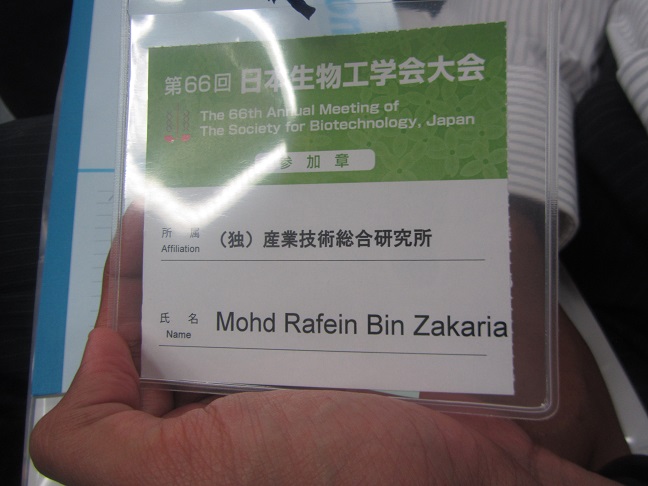 第66回 日本生物工学会大会
The 66th Annual Meeting of
The Society for Biotechnology, Japan
参加章
所属 (独)産業技術総合研究所
Affiliation
氏名 Mohd Rafein Bin Zakaria
Name